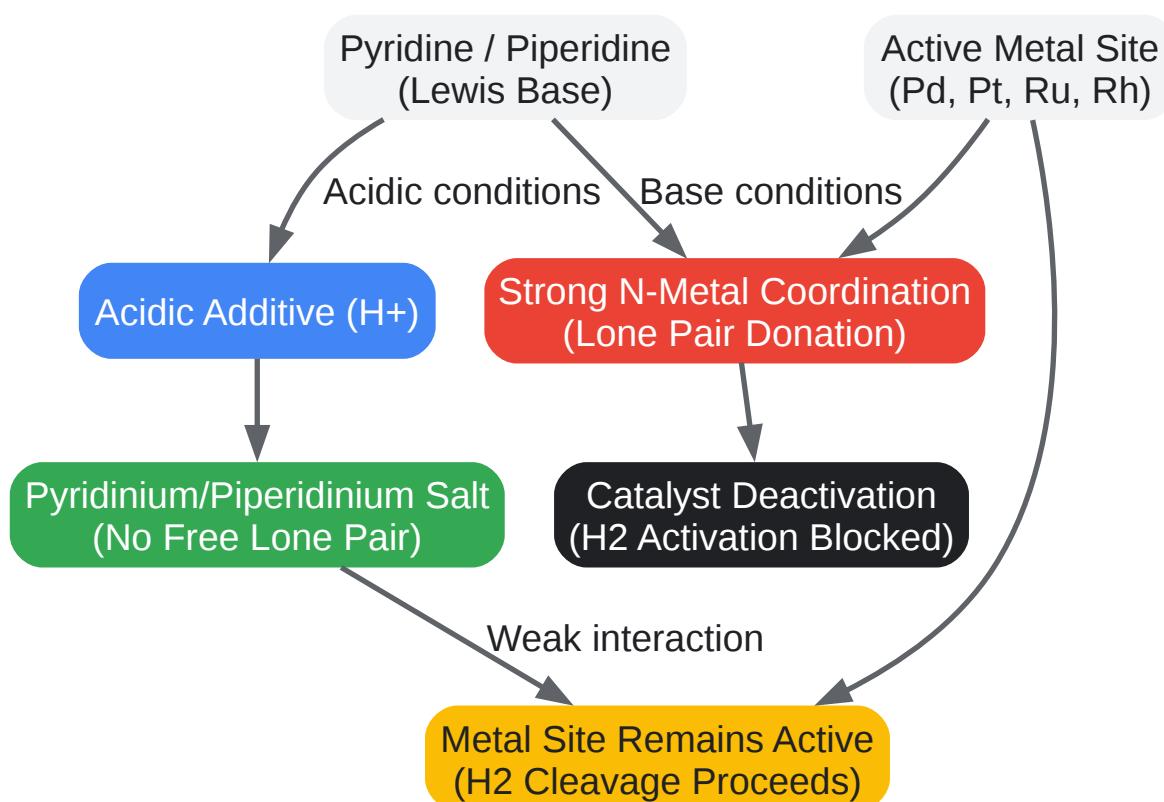 Pyridine / Piperidine
(Lewis Base)
Active Metal Site
(Pd, Pt, Ru, Rh)
Acidic conditions
Base conditions
Acidic Additive (H+)
Strong N-Metal Coordination
(Lone Pair Donation)
Pyridinium/Piperidinium Salt
(No Free Lone Pair)
Catalyst Deactivation
(H2 Activation Blocked)
Weak interaction
Metal Site Remains Active
(H2 Cleavage Proceeds)